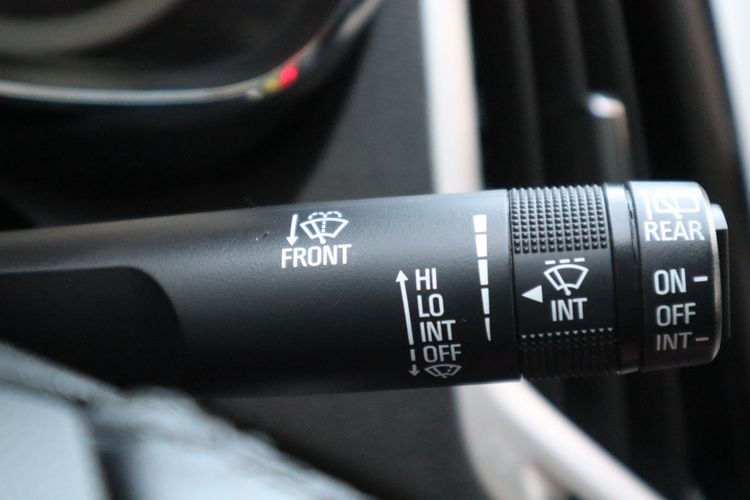 FRONT
HI
LO
INT
OFF
INT
REAR
ON
OFF
INT